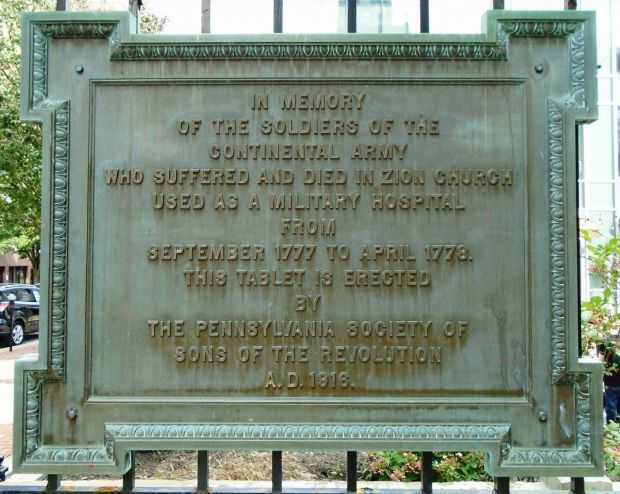 IN MEMORY
OF THE SOLDIERS OF THE
CONTINENTAL ARMY
WHO SUFFERED AND DIED IN ZION CHURCH
USED AS A MILITARY HOSPITAL
FROM
SEPTEMBER 1777 TO APRIL 1778.
THIS TABLET IS ERECTED
BY
THE PENNSYLVANIA SOCIETY OF
SONS OF THE REVOLUTION
A. D. 1918.